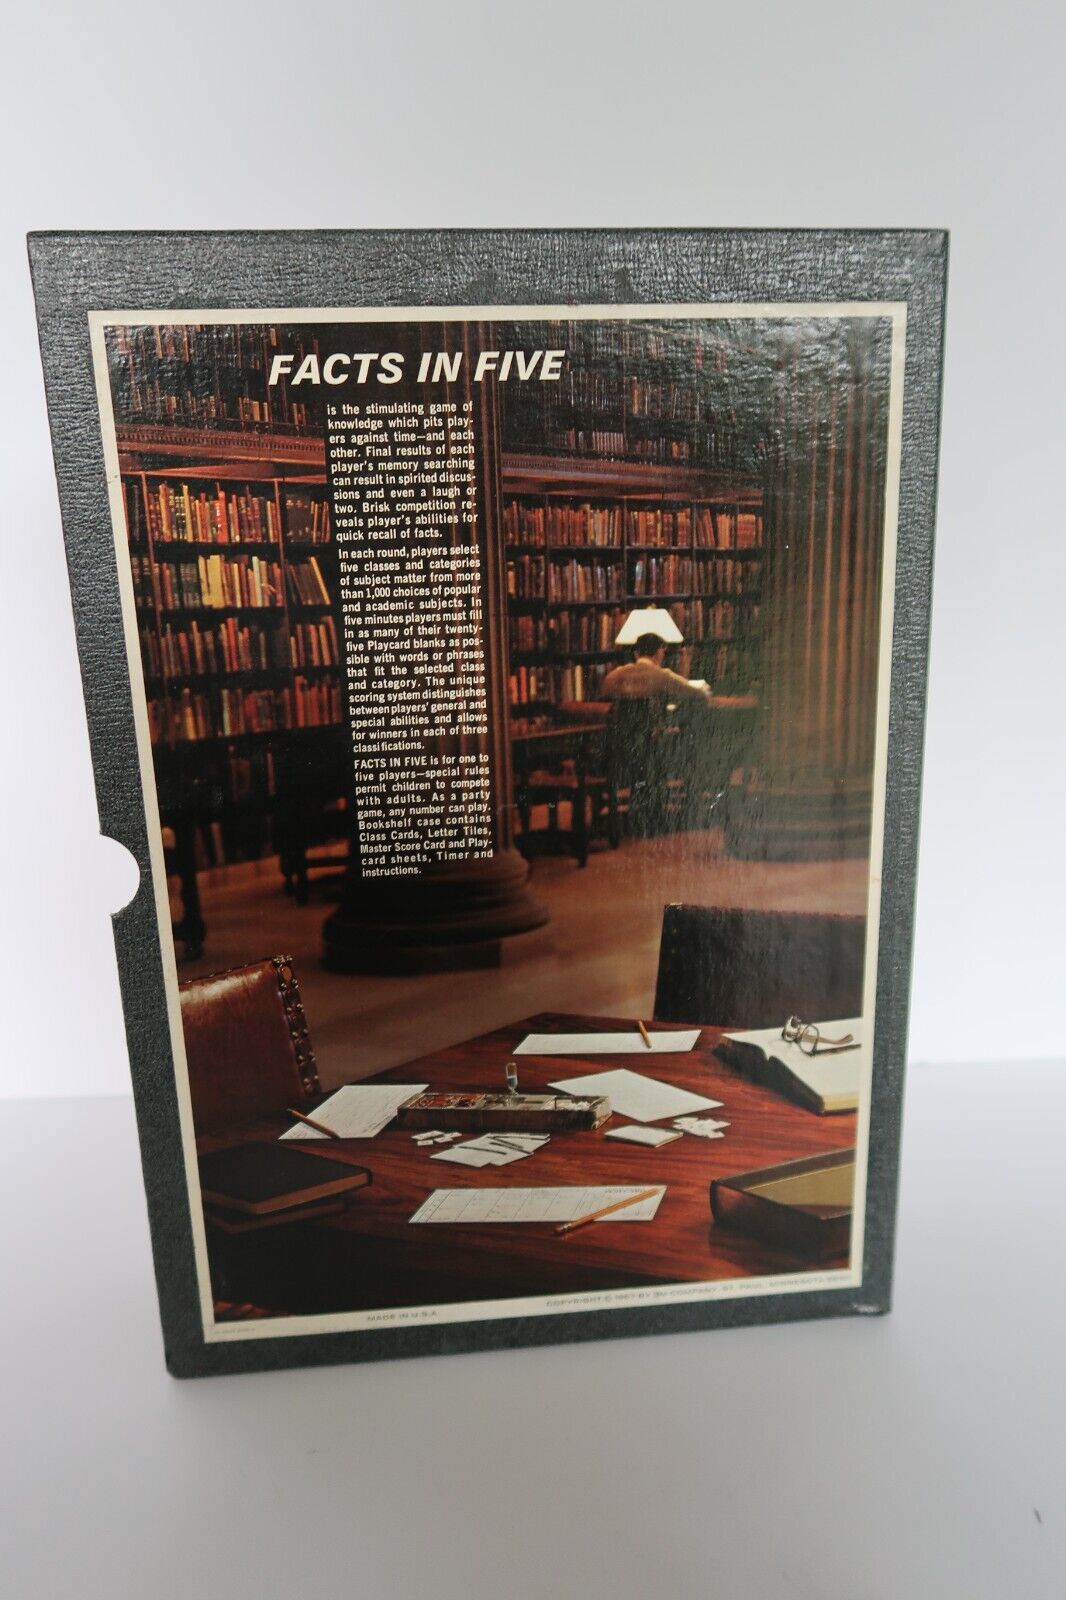 FACTS IN FIVE
is the stimulating game of
knowledge which pits play-
ers against time—and each
other. Final results of each
player's memory searching
can result in spirited discus-
sions and even a laugh or
two. Brisk competition re-
veals player's abilities for
quick recall of facts.
In each round, players select
five classes and categories
of subject matter from more
than 1,000 choices of popular
and academic subjects. In
five minutes players must fill
in as many of their twenty-
five Playcard blanks as pos-
sible with words or phrases
that fit the selected class
and category. The unique
scoring system distinguishes
between players' general and
special abilities and allows
for winners in each of three
classifications.
FACTS IN FIVE is for one to
five players—special rules
permit children to compete
with adults. As a party
game, any number can play.
Bookshelf case contains
Class Cards, Letter Tiles,
Master Score Card and Play-
card sheets, Timer and
instructions.
MADE IN U.S.A.
COPYRIGHT © 1967 BY 3M COMPANY, ST. PAUL, MINNESOTA